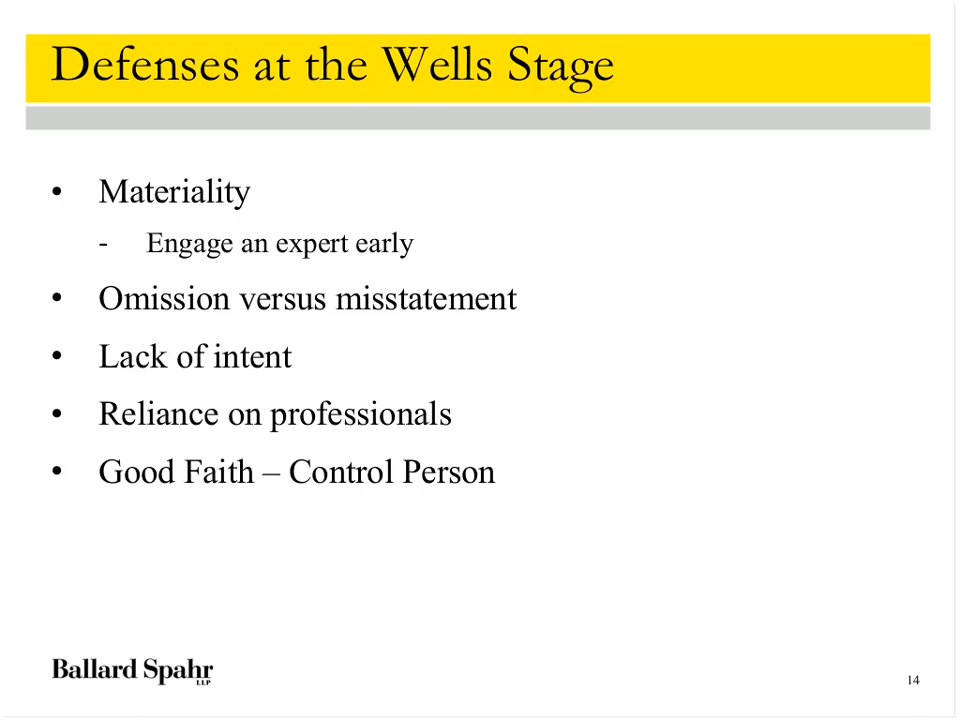 Defenses at the Wells Stage
• Materiality
- Engage an expert early
• Omission versus misstatement
• Lack of intent
• Reliance on professionals
• Good Faith – Control Person
Ballard Spahr
LLP
14